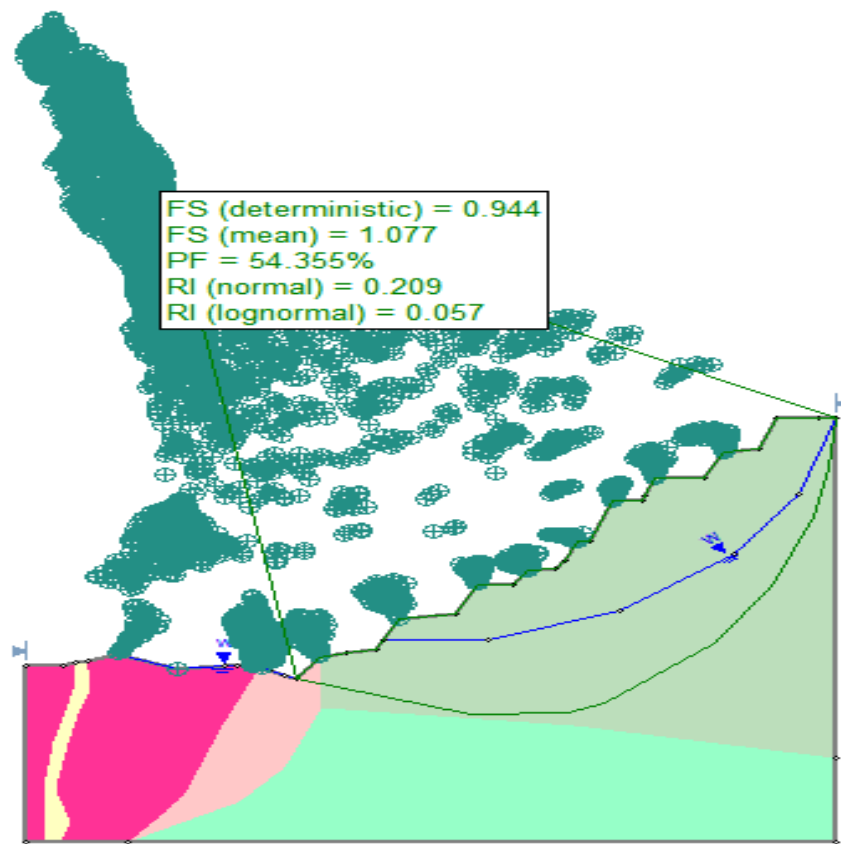 FS (deterministic) = 0.944
FS (mean) = 1.077
PF = 54.355%
RI (normal) = 0.209
RI (lognormal) = 0.057
W
W